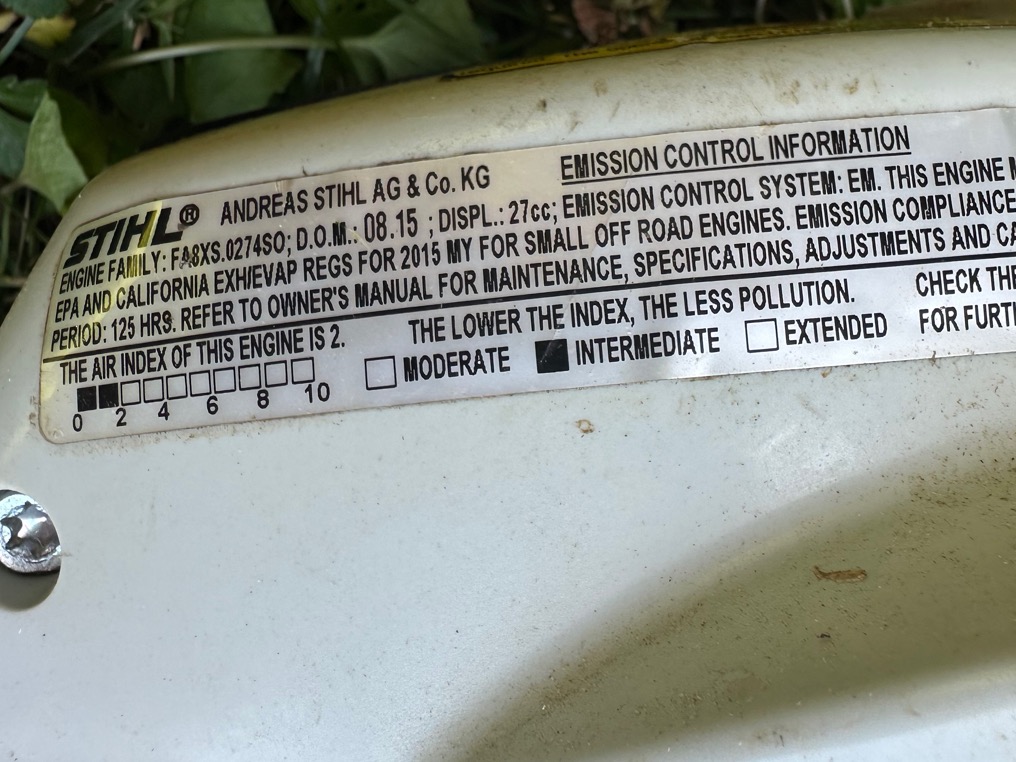 STIHL® ANDREAS STIHL AG & Co. KG EMISSION CONTROL INFORMATION
ENGINE FAMILY: FA8XS.0274SO; D.O.M.: 08.15 ; DISPL.: 27cc; EMISSION CONTROL SYSTEM: EM. THIS ENGINE
EPA AND CALIFORNIA EXH/EVAP REGS FOR 2015 MY FOR SMALL OFF ROAD ENGINES. EMISSION COMPLIANCE
PERIOD: 125 HRS. REFER TO OWNER'S MANUAL FOR MAINTENANCE, SPECIFICATIONS, ADJUSTMENTS AND
THE AIR INDEX OF THIS ENGINE IS 2. THE LOWER THE INDEX, THE LESS POLLUTION. CHECK THE
0 2 4 6 8 10 MODERATE INTERMEDIATE EXTENDED FOR